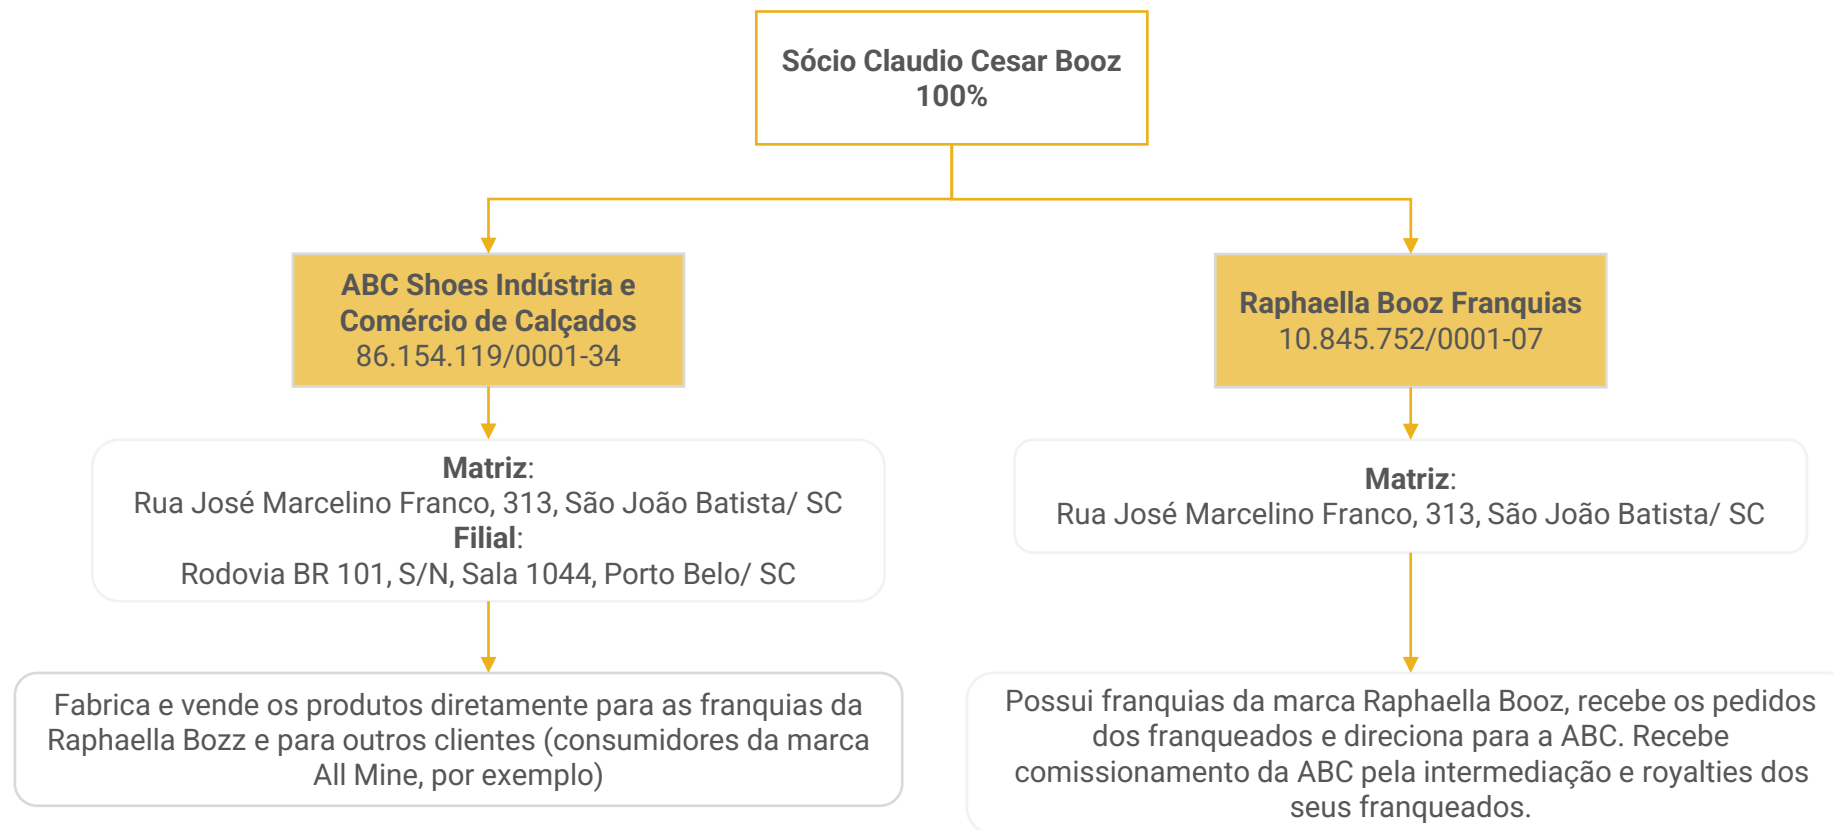 Sócio Claudio Cesar Booz
100%
ABC Shoes Indústria e
Comércio de Calçados
86.154.119/0001-34
Raphaella Booz Franquias
10.845.752/0001-07
Matriz:
Rua José Marcelino Franco, 313, São João Batista/ SC
Filial:
Rodovia BR 101, S/N, Sala 1044, Porto Belo/ SC
Matriz:
Rua José Marcelino Franco, 313, São João Batista/ SC
Fabrica e vende os produtos diretamente para as franquias da
Raphaella Bozz e para outros clientes (consumidores da marca
All Mine, por exemplo)
Possui franquias da marca Raphaella Booz, recebe os pedidos
dos franqueados e direciona para a ABC. Recebe
comissionamento da ABC pela intermediação e royalties dos
seus franqueados.